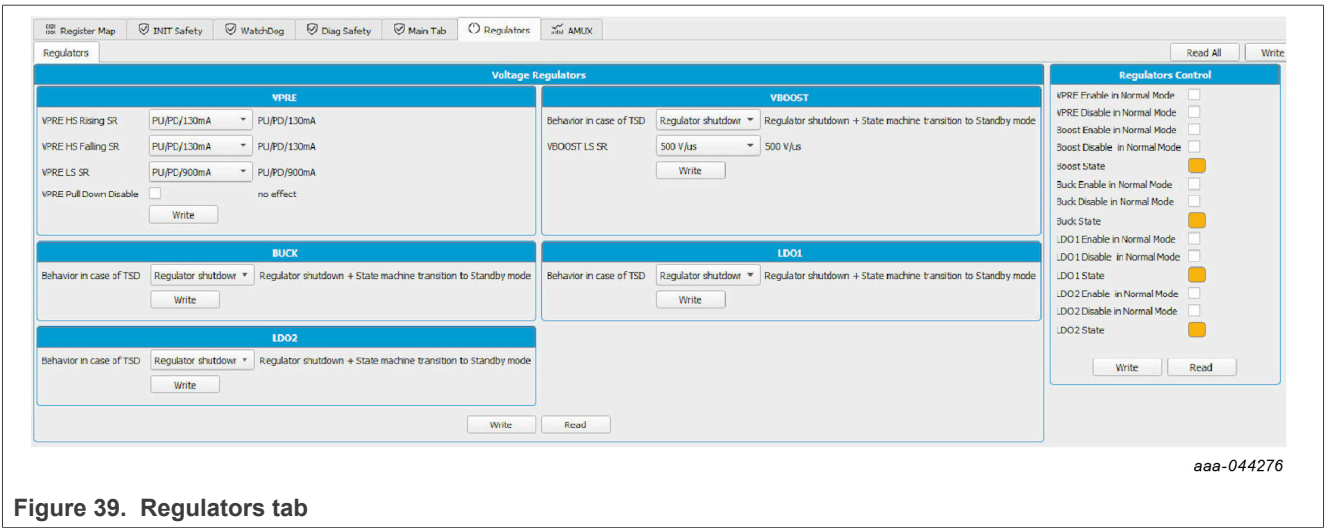 Register Map INIT Safety WatchDog Diag Safety Main Tab Regulators AMUX
Regulators Read All Write
Voltage Regulators
VPRE
VPRE HS Rising SR PU/PD/130mA PU/PD/130mA
VPRE HS Falling SR PU/PD/130mA PU/PD/130mA
VPRE LS SR PU/PD/900mA PU/PD/900mA
VPRE Pull Down Disable no effect
Write
VBOOST
Behavior in case of TSD Regulator shutdowr Regulator shutdown + State machine transition to Standby mode
VBOOST LS SR 500 V/us 500 V/us
Write
BUCK
Behavior in case of TSD Regulator shutdowr Regulator shutdown + State machine transition to Standby mode
Write
LDO1
Behavior in case of TSD Regulator shutdowr Regulator shutdown + State machine transition to Standby mode
Write
LDO2
Behavior in case of TSD Regulator shutdowr Regulator shutdown + State machine transition to Standby mode
Write
Write Read
Regulators Control
VPRE Enable in Normal Mode
VPRE Disable in Normal Mode
Boost Enable in Normal Mode
Boost Disable in Normal Mode
Boost State
Buck Enable in Normal Mode
Buck Disable in Normal Mode
Buck State
LDO1 Enable in Normal Mode
LDO1 Disable in Normal Mode
LDO1 State
LDO2 Enable in Normal Mode
LDO2 Disable in Normal Mode
LDO2 State
Write Read
aaa-044276
Figure 39. Regulators tab